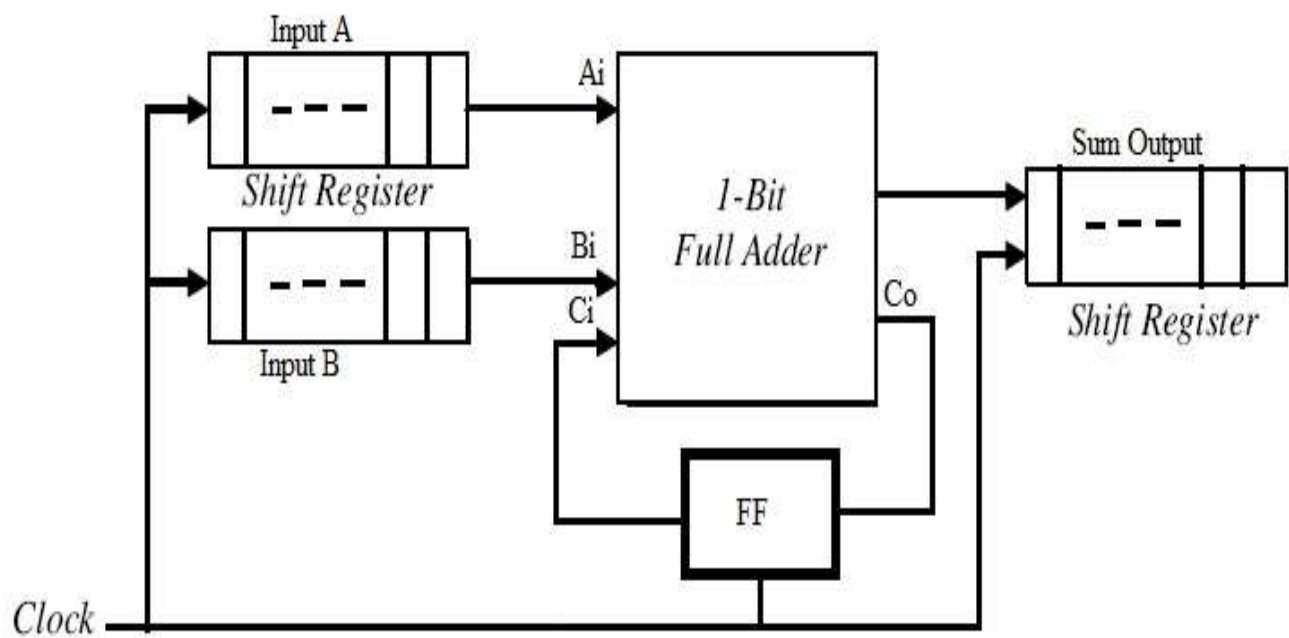 Input A
Shift Register
Input B
Ai
Bi
Ci
1-Bit
Full Adder
Co
FF
Sum Output
Shift Register
Clock